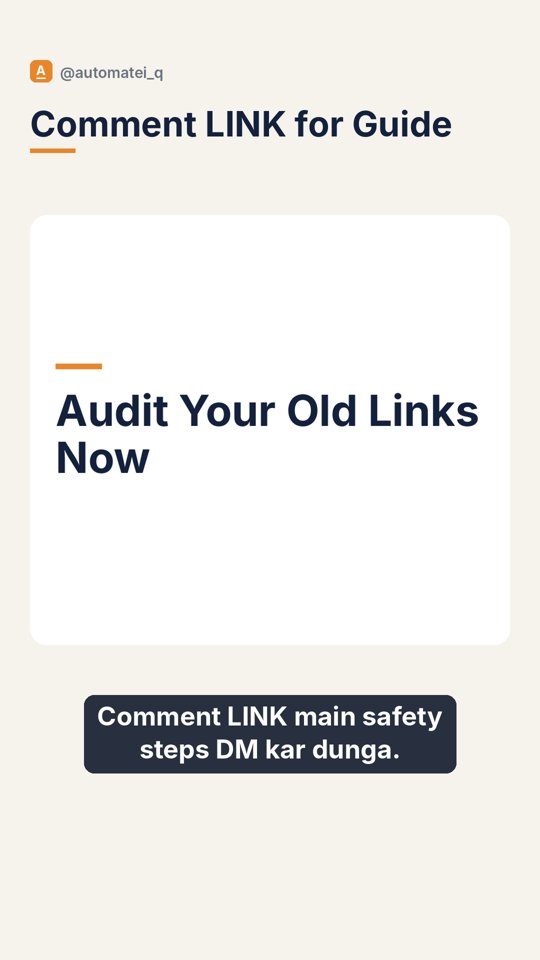 A
@automatei_q
Comment LINK for Guide
Audit Your Old Links
Now
Comment LINK main safety
steps DM kar dunga.